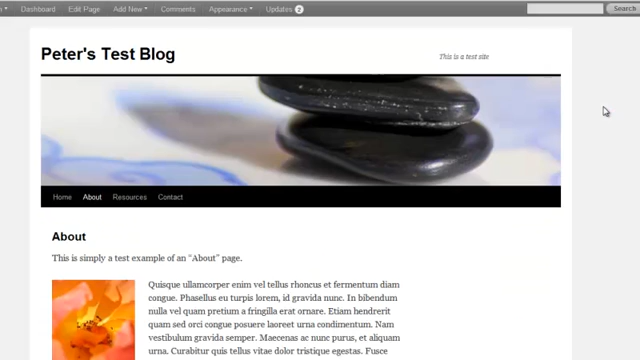 Dashboard Edit Page Add New Comments Appearance Updates 2 Search
Peter's Test Blog
This is a test site
Home About Resources Contact
About
This is simply a test example of an “About” page.
Quisque ullamcorper enim vel tellus rhoncus et fermentum diam
congue. Phasellus eu turpis lorem, id gravida nunc. In bibendum
nulla vel quam pretium a fringilla erat ornare. Etiam hendrerit
quam sed orci congue posuere laoreet urna condimentum. Nam
vestibulum gravida semper. Maecenas ac nunc purus, et aliquam
urna. Curabitur quis tellus vitae dolor tristique egestas. Fusce